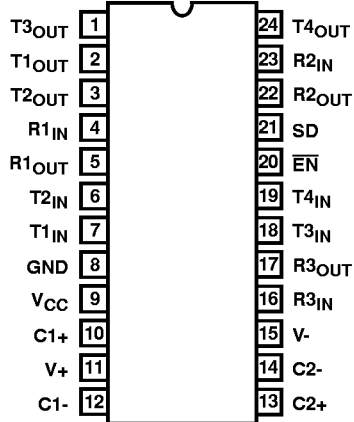 T3OUT 1 24 T4OUT
T1OUT 2 23 R2IN
T2OUT 3 22 R2OUT
R1IN 4 21 SD
R1OUT 5 20 E̅N̅
T2IN 6 19 T4IN
T1IN 7 18 T3IN
GND 8 17 R3OUT
VCC 9 16 R3IN
C1+ 10 15 V-
V+ 11 14 C2-
C1- 12 13 C2+